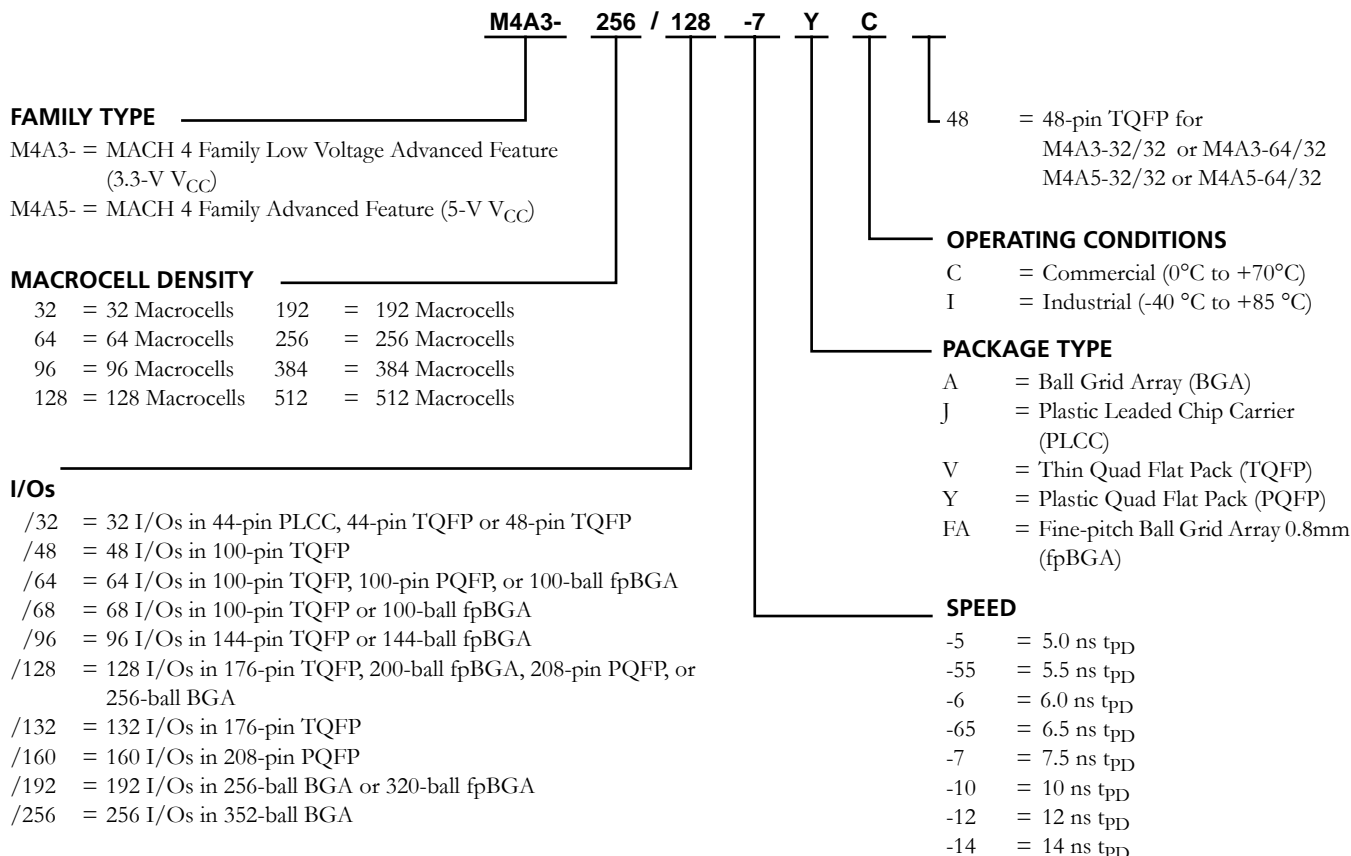 M4A3- 256 / 128 -7 Y C
FAMILY TYPE
M4A3- = MACH 4 Family Low Voltage Advanced Feature
(3.3-V VCC)
M4A5- = MACH 4 Family Advanced Feature (5-V VCC)
MACROCELL DENSITY
32 = 32 Macrocells 192 = 192 Macrocells
64 = 64 Macrocells 256 = 256 Macrocells
96 = 96 Macrocells 384 = 384 Macrocells
128 = 128 Macrocells 512 = 512 Macrocells
I/Os
/32 = 32 I/Os in 44-pin PLCC, 44-pin TQFP or 48-pin TQFP
/48 = 48 I/Os in 100-pin TQFP
/64 = 64 I/Os in 100-pin TQFP, 100-pin PQFP, or 100-ball fpBGA
/68 = 68 I/Os in 100-pin TQFP or 100-ball fpBGA
/96 = 96 I/Os in 144-pin TQFP or 144-ball fpBGA
/128 = 128 I/Os in 176-pin TQFP, 200-ball fpBGA, 208-pin PQFP, or
256-ball BGA
/132 = 132 I/Os in 176-pin TQFP
/160 = 160 I/Os in 208-pin PQFP
/192 = 192 I/Os in 256-ball BGA or 320-ball fpBGA
/256 = 256 I/Os in 352-ball BGA
48 = 48-pin TQFP for
M4A3-32/32 or M4A3-64/32
M4A5-32/32 or M4A5-64/32
OPERATING CONDITIONS
C = Commercial (0°C to +70°C)
I = Industrial (-40 °C to +85 °C)
PACKAGE TYPE
A = Ball Grid Array (BGA)
J = Plastic Leaded Chip Carrier
(PLCC)
V = Thin Quad Flat Pack (TQFP)
Y = Plastic Quad Flat Pack (PQFP)
FA = Fine-pitch Ball Grid Array 0.8mm
(fpBGA)
SPEED
-5 = 5.0 ns tPD
-55 = 5.5 ns tPD
-6 = 6.0 ns tPD
-65 = 6.5 ns tPD
-7 = 7.5 ns tPD
-10 = 10 ns tPD
-12 = 12 ns tPD
-14 = 14 ns tPD